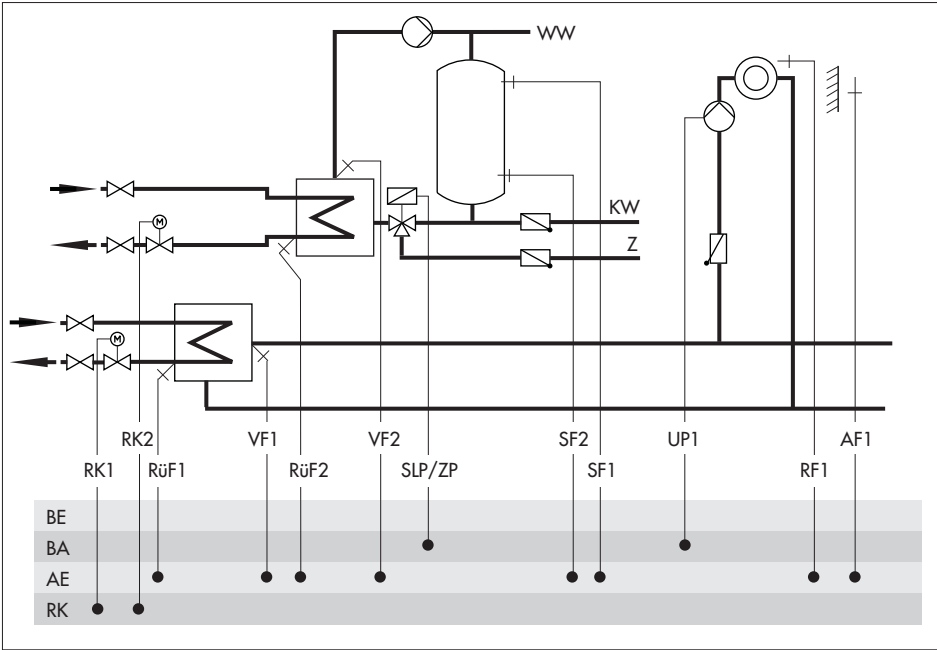 WW
KW
Z
M
M
RK2 VF1 VF2 SF2 UP1 AF1
RK1 RüF1 RüF2 SLP/ZP SF1 RF1
BE
BA
AE
RK